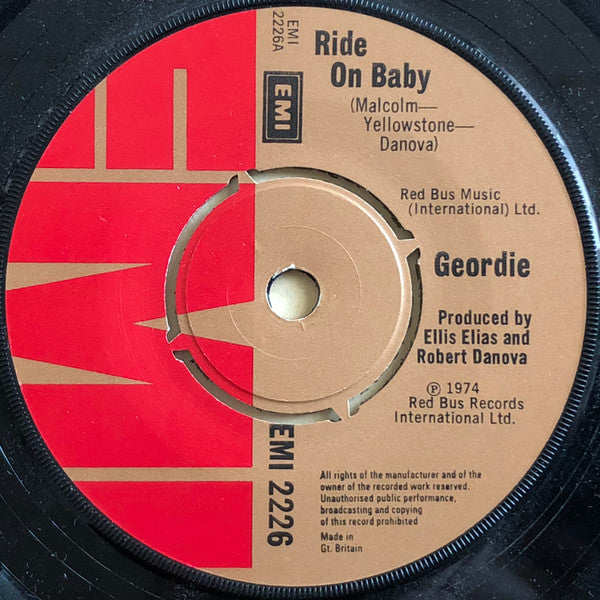 EMI
2226A
EMI
Ride
On Baby
(Malcolm—
Yellowstone—
Danova)
Red Bus Music
(International) Ltd.
Geordie
Produced by
Ellis Elias and
Robert Danova
Ⓟ 1974
Red Bus Records
International Ltd.
EMI 2226
All rights of the manufacturer and of the
owner of the recorded work reserved.
Unauthorised public performance,
broadcasting and copying
of this record prohibited
Made in
Gt. Britain
EMI